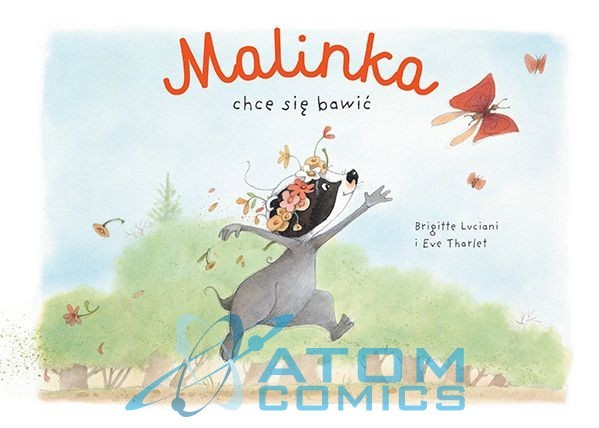 Malinka
chce się bawić
Brigitte Luciani
i Eve Tharlet
ATOM
COMICS